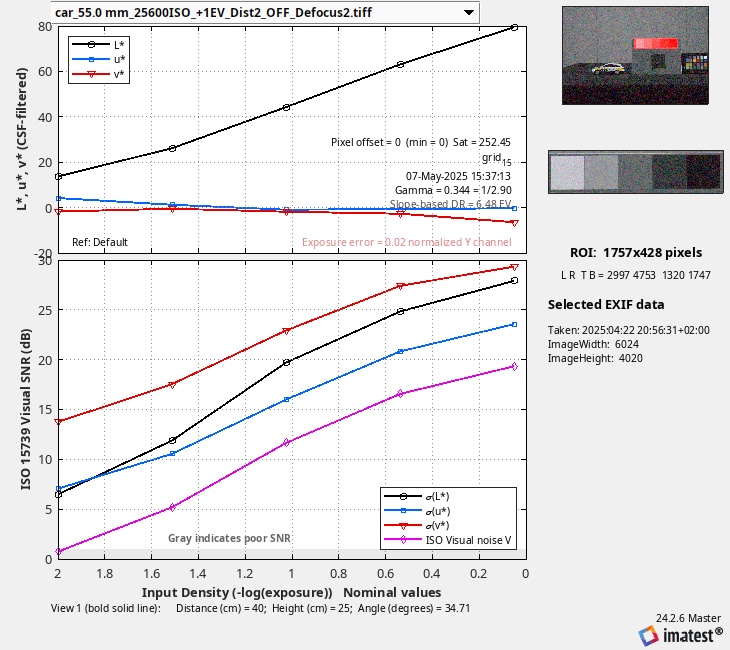 car_55.0 mm_25600ISO_+1EV_Dist2_OFF_Defocus2.tiff
80
60
40
20
0
-20
L*, u*, v* (CSF-filtered)
L*
u*
v*
Pixel offset = 0 (min = 0) Sat = 252.45
grid15
07-May-2025 15:37:13
Gamma = 0.344 = 1/2.90
Slope-based DR = 6.48 EV
Ref: Default
Exposure error = 0.02 normalized Y channel
30
25
20
15
10
5
0
ISO 15739 Visual SNR (dB)
σ(L*)
σ(u*)
σ(v*)
ISO Visual noise V
Gray indicates poor SNR
2 1.8 1.6 1.4 1.2 1 0.8 0.6 0.4 0.2 0
Input Density (-log(exposure)) Nominal values
View 1 (bold solid line): Distance (cm) = 40; Height (cm) = 25; Angle (degrees) = 34.71
ROI: 1757x428 pixels
L R T B = 2997 4753 1320 1747
Selected EXIF data
Taken: 2025:04:22 20:56:31+02:00
ImageWidth: 6024
ImageHeight: 4020
24.2.6 Master
imatest®